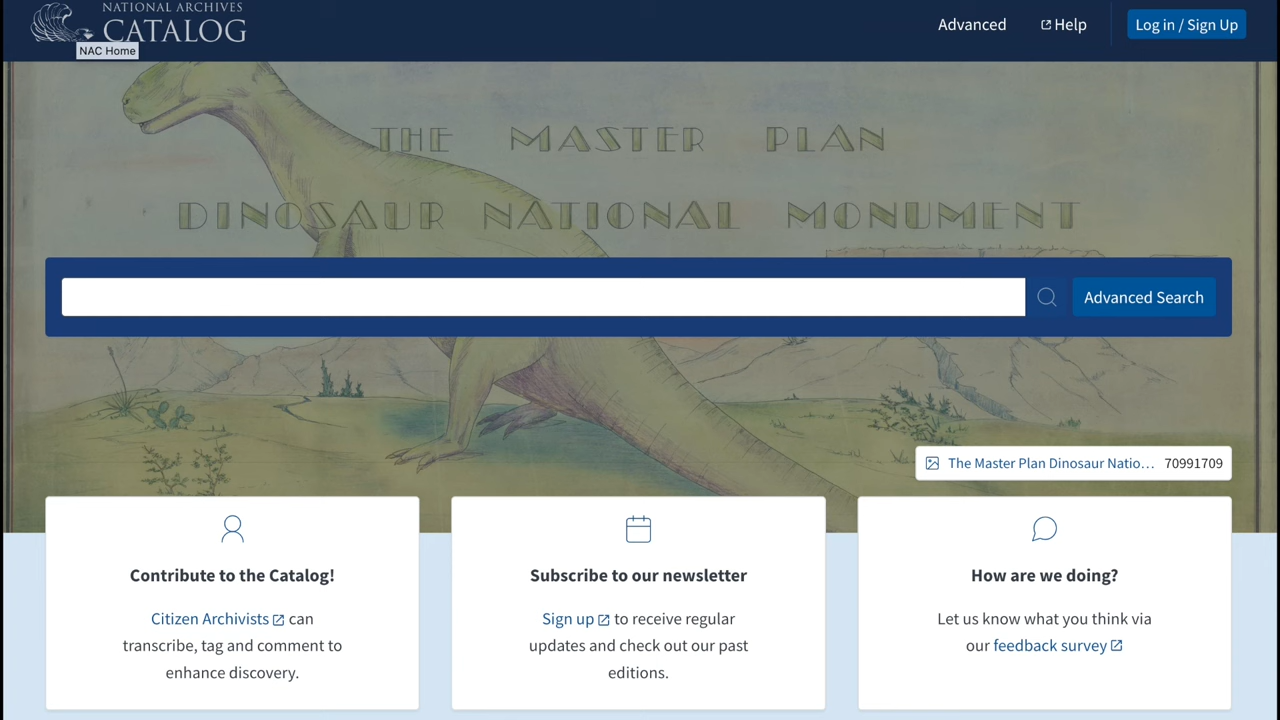 NATIONAL ARCHIVES
CATALOG
NAC Home
Advanced
Help
Log in / Sign Up
THE MASTER PLAN
DINOSAUR NATIONAL MONUMENT
Advanced Search
The Master Plan Dinosaur Natio... 70991709
Contribute to the Catalog!
Citizen Archivists can
transcribe, tag and comment to
enhance discovery.
Subscribe to our newsletter
Sign up to receive regular
updates and check out our past
editions.
How are we doing?
Let us know what you think via
our feedback survey